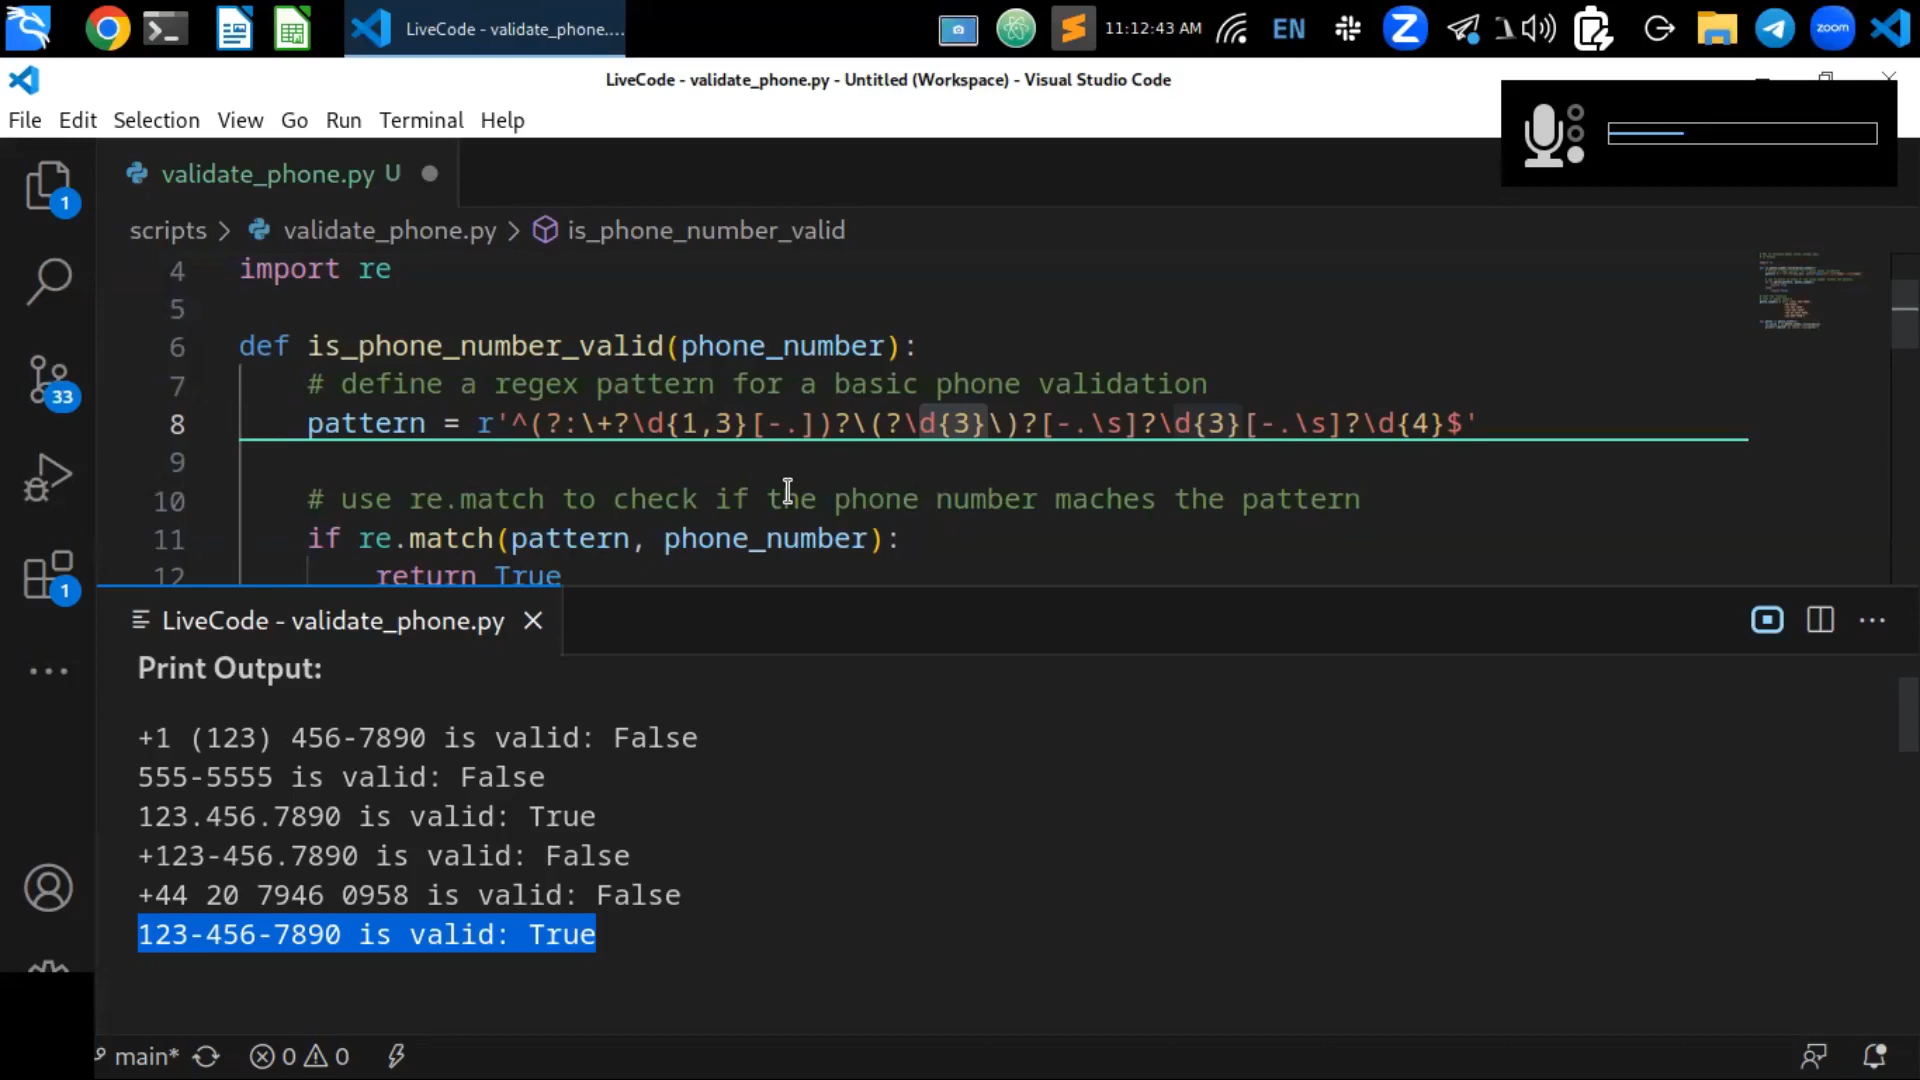 LiveCode - validate_phone....
11:12:43 AM
EN
Z
zoom
LiveCode - validate_phone.py - Untitled (Workspace) - Visual Studio Code
File Edit Selection View Go Run Terminal Help
validate_phone.py U
scripts > validate_phone.py > is_phone_number_valid
4 import re
5
6 def is_phone_number_valid(phone_number):
7 # define a regex pattern for a basic phone validation
8 pattern = r'^(?:\+?\d{1,3}[-.])?\(?\d{3}\)?[-.\s]?\d{3}[-.\s]?\d{4}$'
9
10 # use re.match to check if the phone number maches the pattern
11 if re.match(pattern, phone_number):
12 return True
1
33
1
LiveCode - validate_phone.py
Print Output:
+1 (123) 456-7890 is valid: False
555-5555 is valid: False
123.456.7890 is valid: True
+123-456.7890 is valid: False
+44 20 7946 0958 is valid: False
123-456-7890 is valid: True
main* 0 0